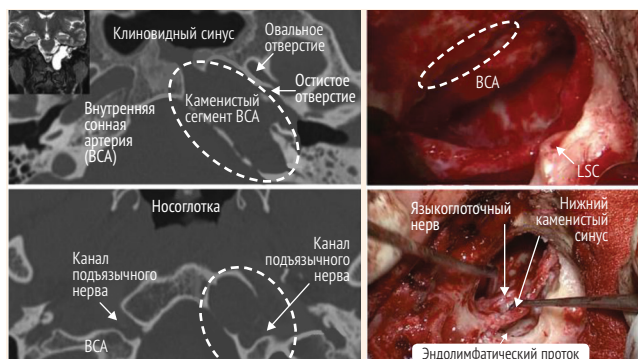 Клиновидный синус
Овальное
отверстие
Остистое
отверстие
Каменистый
сегмент ВСА
Внутренняя
сонная
артерия
(ВСА)
ВСА
LSC
Носоглотка
Канал
подъязычного
нерва
Канал
подъязычного
нерва
ВСА
Языкоглоточный
нерв
Нижний
каменистый
синус
Эндолимфатический проток